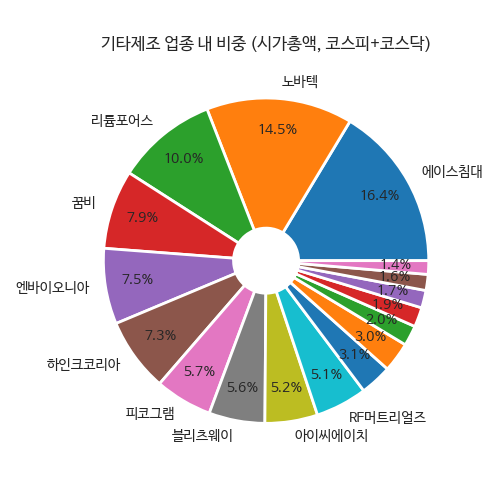 기타제조 업종 내 비중 (시가총액, 코스피+코스닥)
에이스침대
16.4%
노바텍
14.5%
리튬포어스
10.0%
꿈비
7.9%
엔바이오니아
7.5%
하인크코리아
7.3%
피코그램
5.7%
블리츠웨이
5.6%
아이씨에이치
5.2%
RF머트리얼즈
5.1%
3.1%
3.0%
2.0%
1.9%
1.7%
1.6%
1.4%